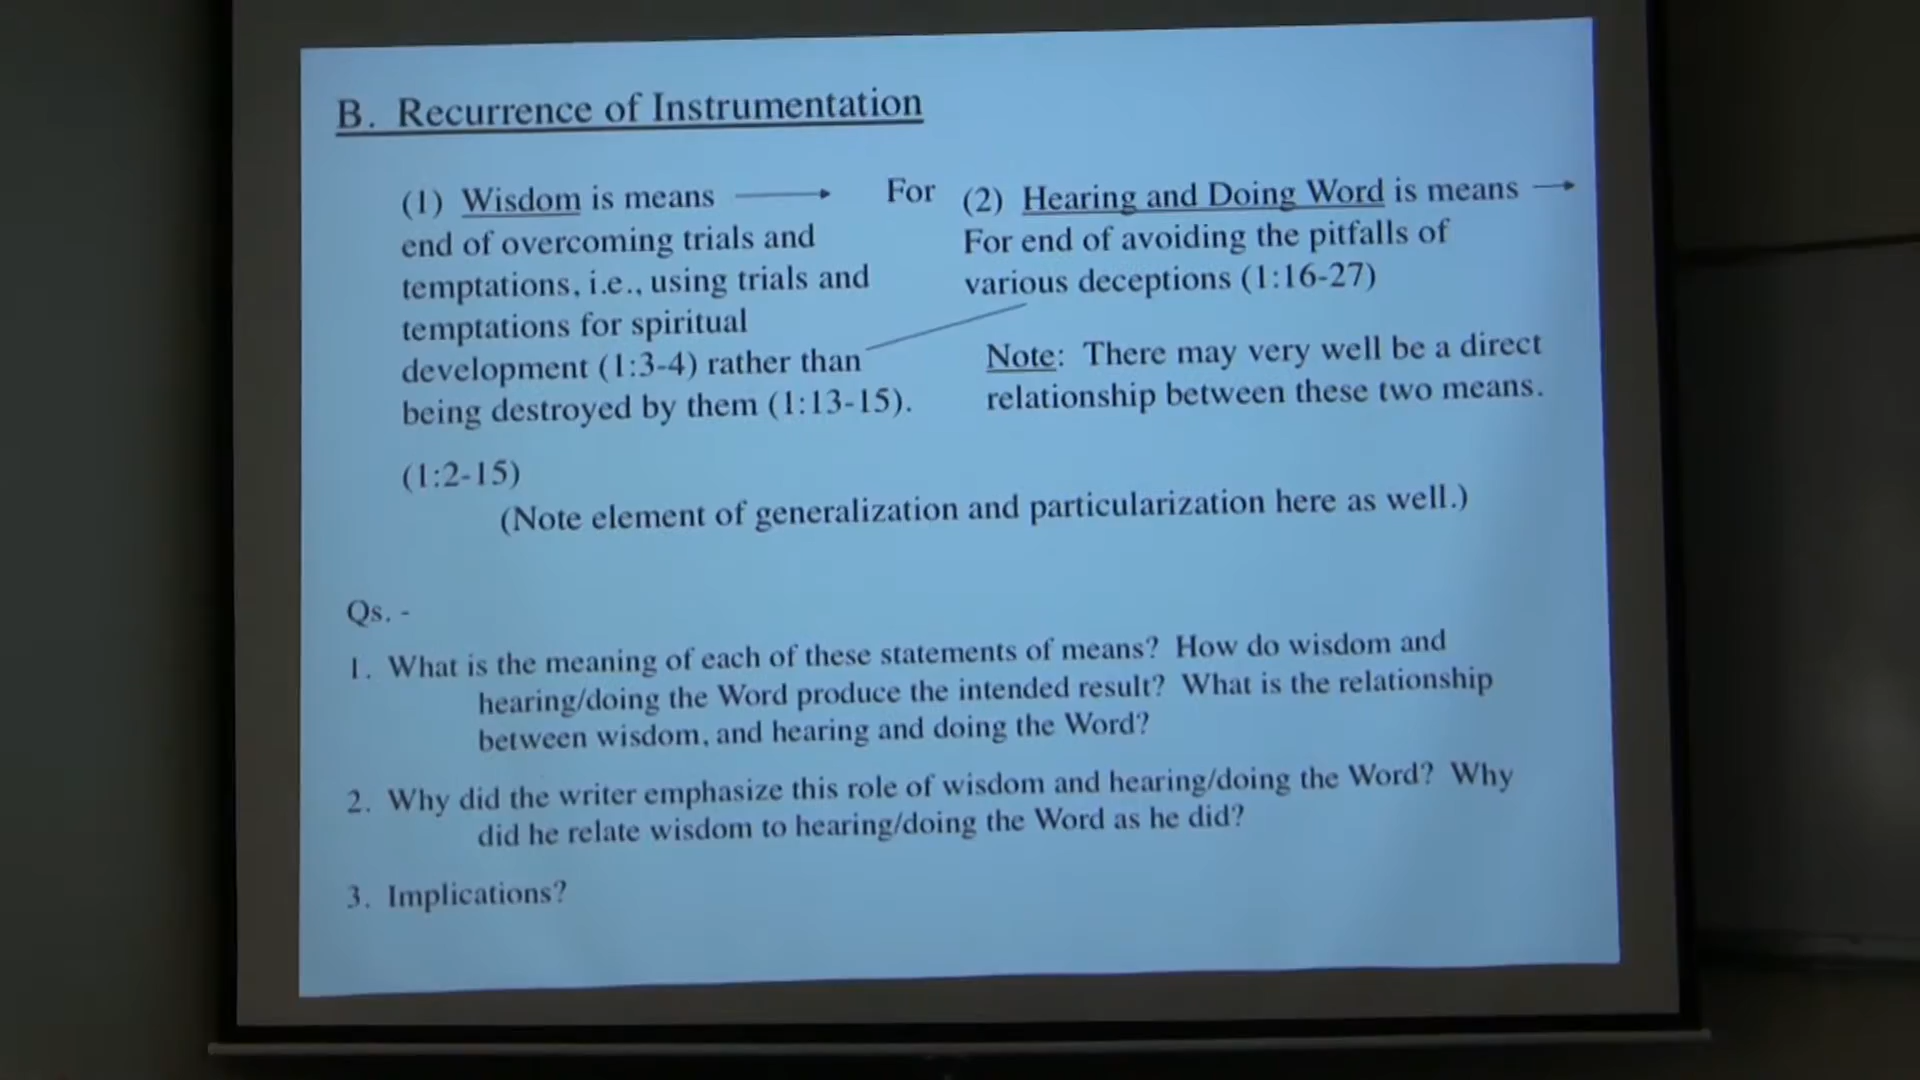 B. Recurrence of Instrumentation
(1) Wisdom is means → For
end of overcoming trials and
temptations, i.e., using trials and
temptations for spiritual
development (1:3-4) rather than
being destroyed by them (1:13-15).
(1:2-15)
(2) Hearing and Doing Word is means →
For end of avoiding the pitfalls of
various deceptions (1:16-27)
Note: There may very well be a direct
relationship between these two means.
(Note element of generalization and particularization here as well.)
Qs. -
1. What is the meaning of each of these statements of means? How do wisdom and
hearing/doing the Word produce the intended result? What is the relationship
between wisdom, and hearing and doing the Word?
2. Why did the writer emphasize this role of wisdom and hearing/doing the Word? Why
did he relate wisdom to hearing/doing the Word as he did?
3. Implications?